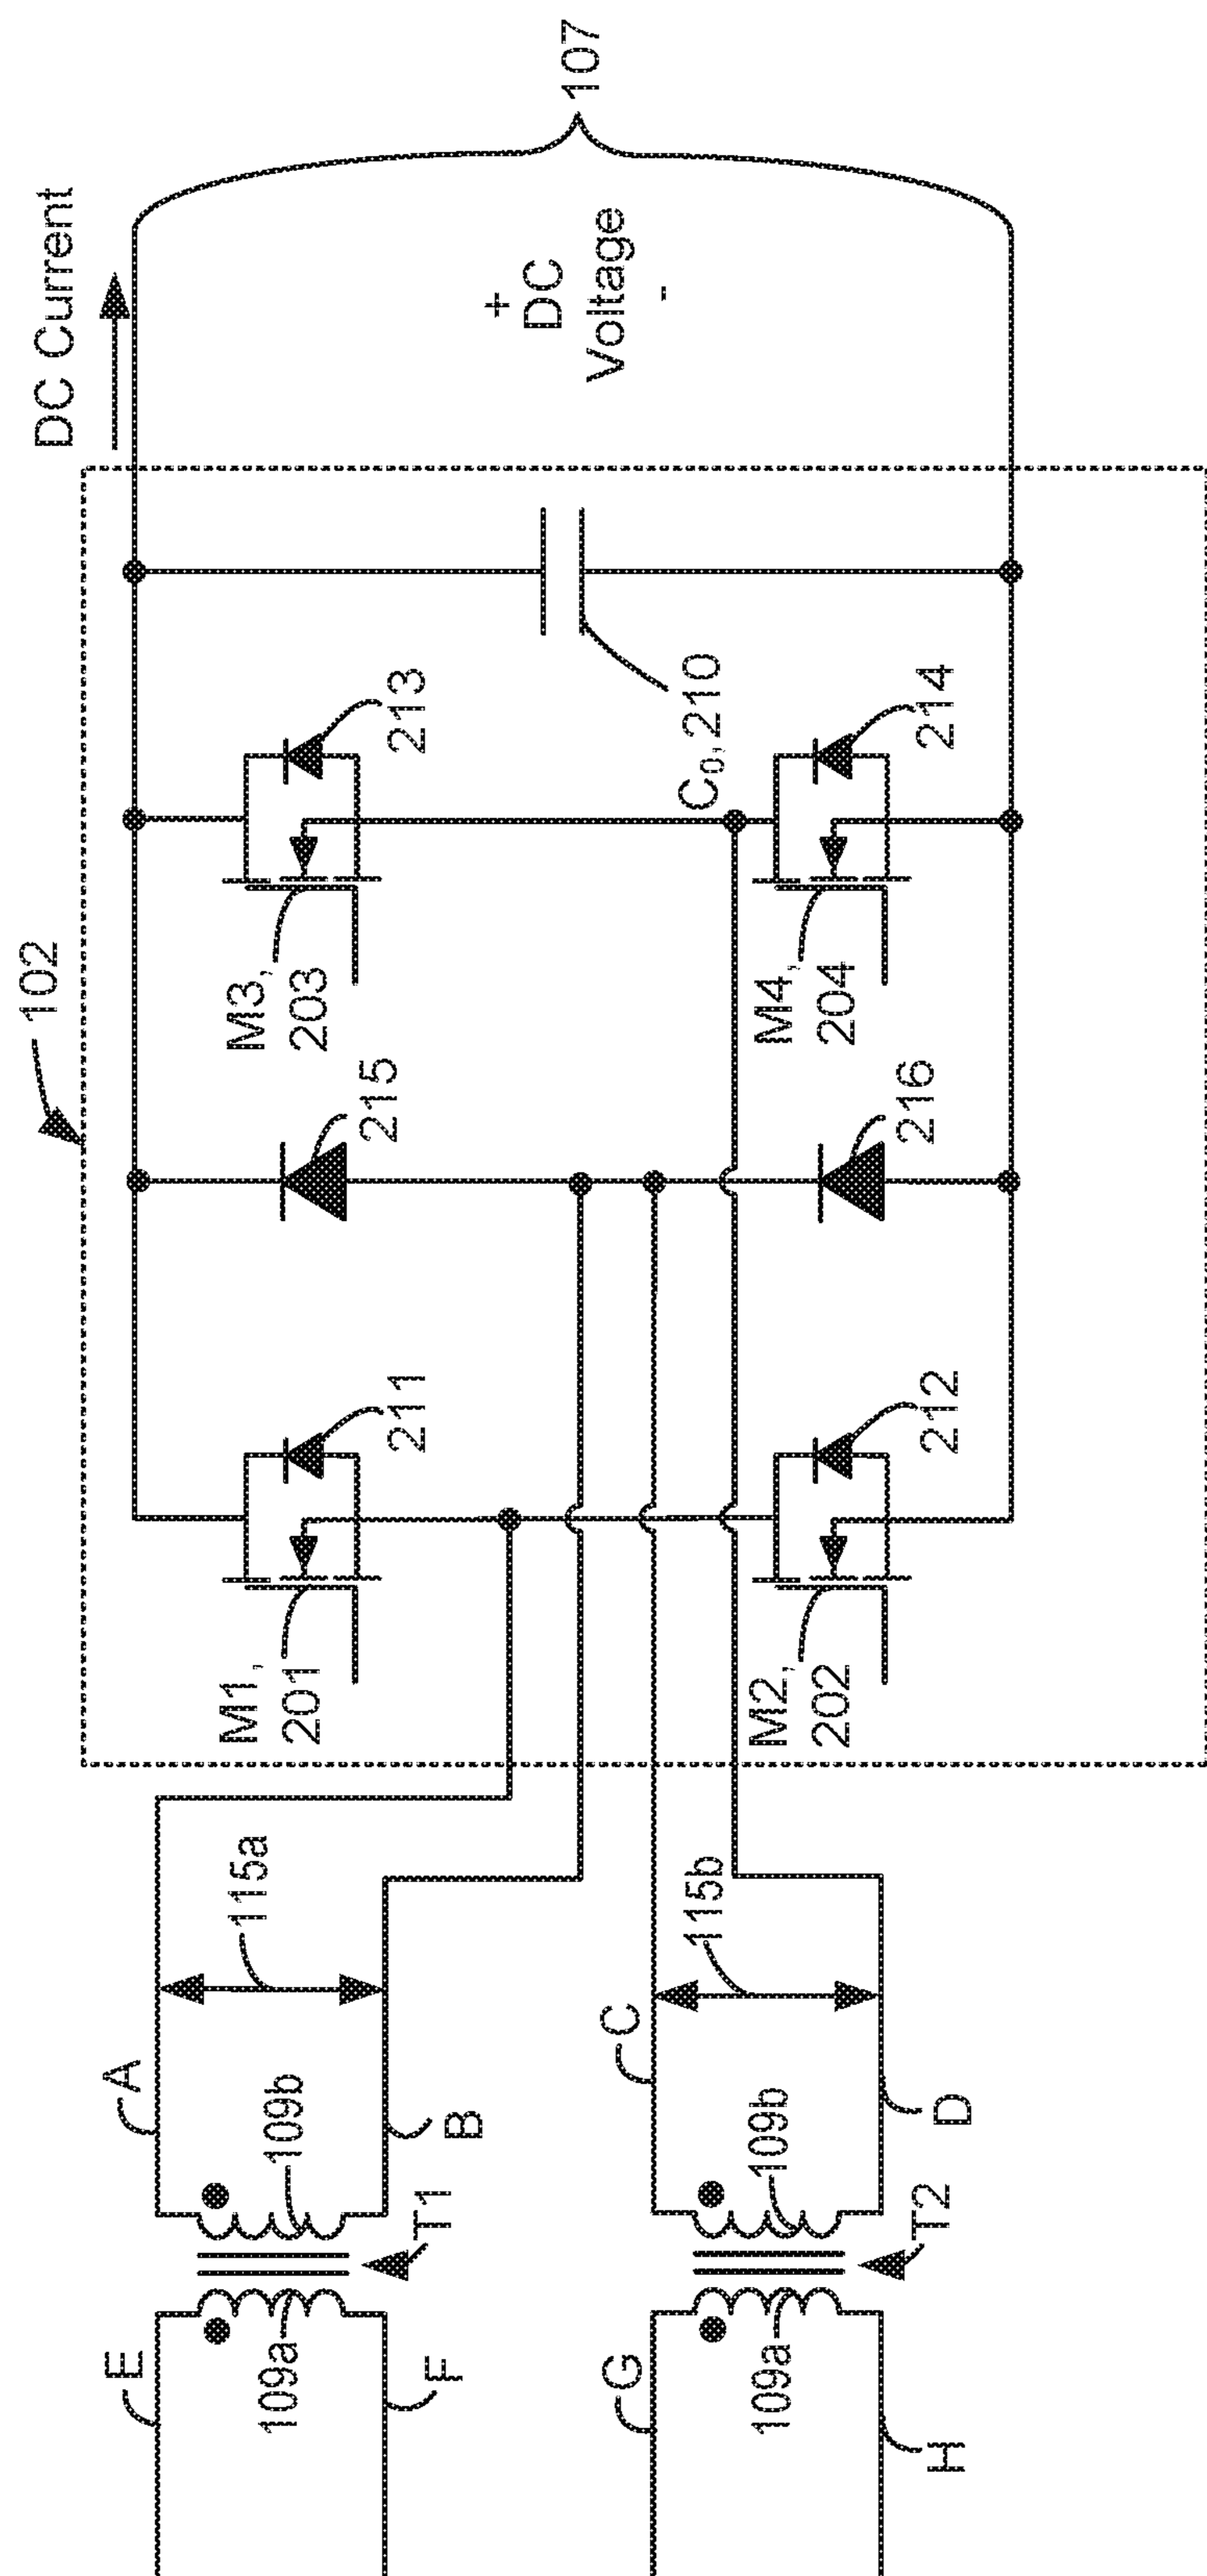 102
DC Current
107
+
DC
Voltage
-
M1,
201
211
215
M3,
203
213
C0,210
M2,
202
212
216
M4,
204
214
E
A
109a
109b
115a
T1
F
B
G
C
109a
109b
115b
T2
H
D